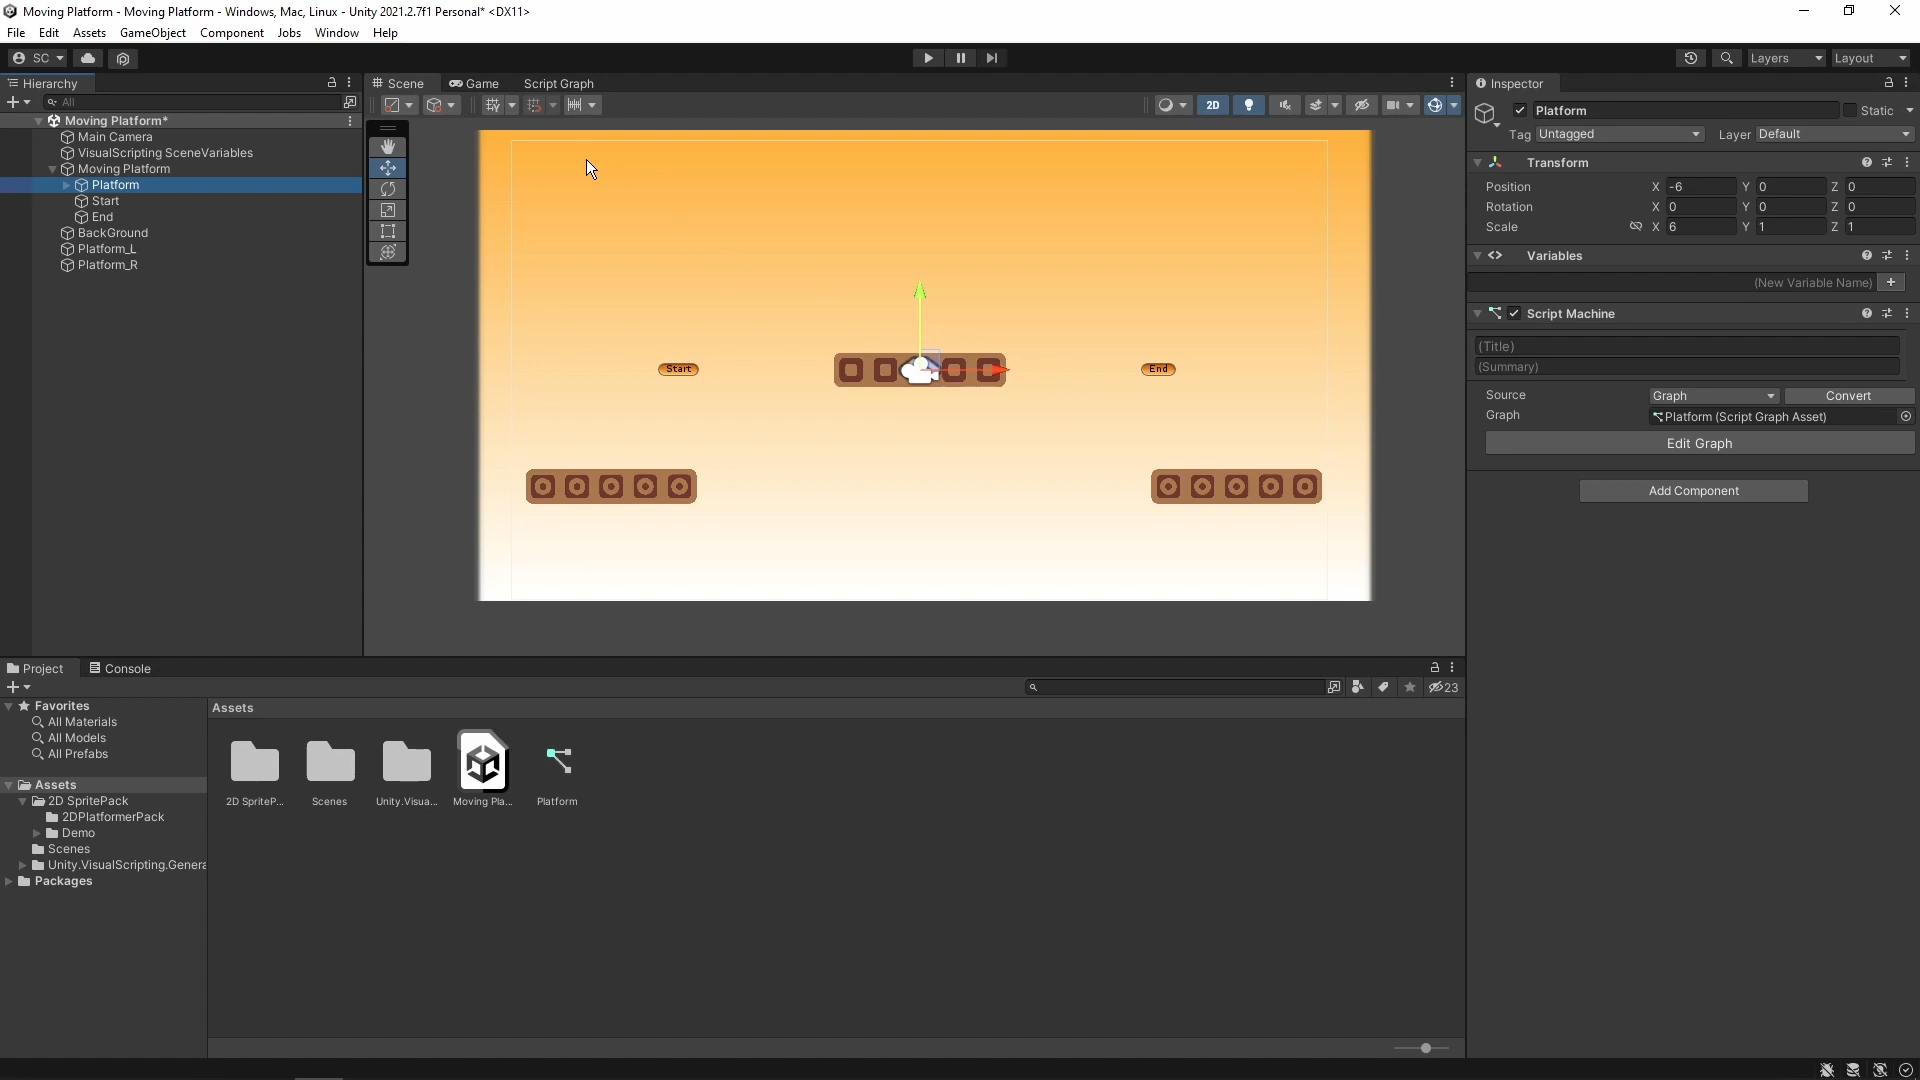 Moving Platform - Moving Platform - Windows, Mac, Linux - Unity 2021.2.7f1 Personal* <DX11>
File Edit Assets GameObject Component Jobs Window Help
SC Layers Layout
Hierarchy
All
Moving Platform*
Main Camera
VisualScripting SceneVariables
Moving Platform
Platform
Start
End
BackGround
Platform_L
Platform_R
Scene Game Script Graph
2D
Start
End
Inspector
Platform Static
Tag Untagged Layer Default
Transform
Position X -6 Y 0 Z 0
Rotation X 0 Y 0 Z 0
Scale X 6 Y 1 Z 1
Variables
(New Variable Name)
Script Machine
(Title)
(Summary)
Source Graph Convert
Graph Platform (Script Graph Asset)
Edit Graph
Add Component
Project Console
23
Favorites
All Materials
All Models
All Prefabs
Assets
2D SpritePack
2DPlatformerPack
Demo
Scenes
Unity.VisualScripting.Genera
Packages
Assets
2D SpriteP... Scenes Unity.Visua... Moving Pla... Platform